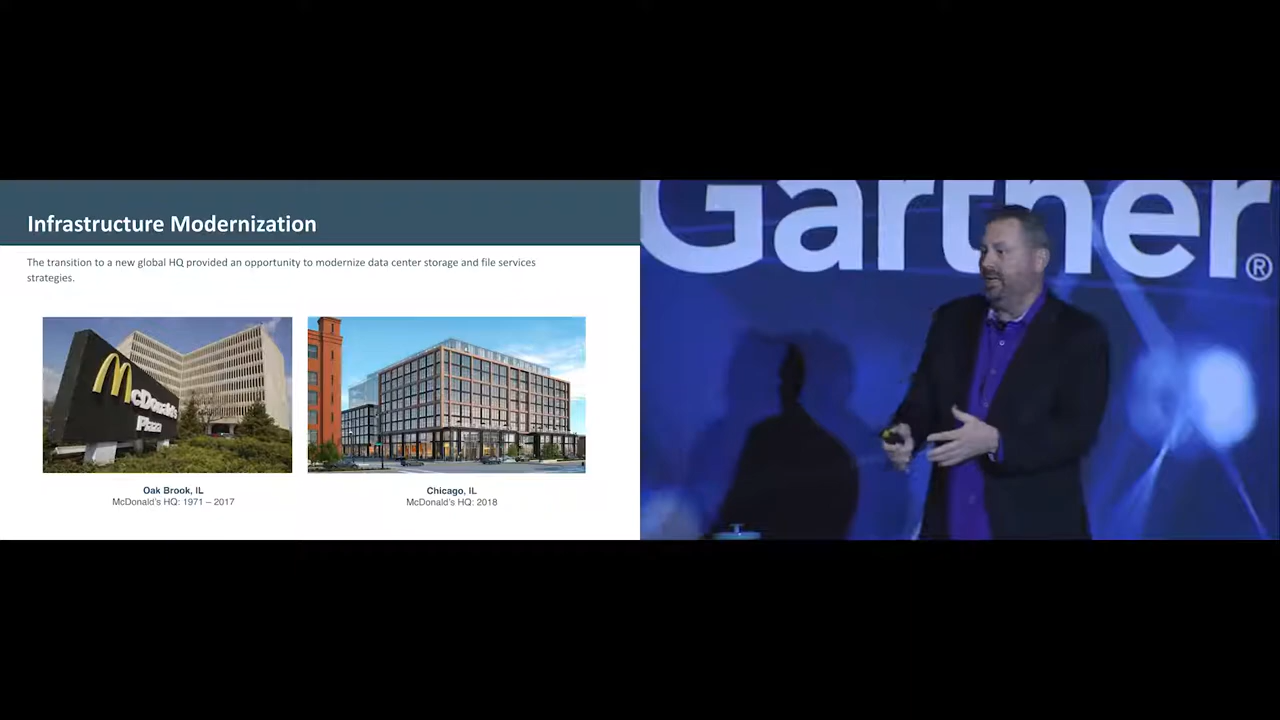 Infrastructure Modernization
The transition to a new global HQ provided an opportunity to modernize data center storage and file services
strategies.
McDonald's
Plaza
Oak Brook, IL
McDonald's HQ: 1971 – 2017
Chicago, IL
McDonald's HQ: 2018
Gartner®